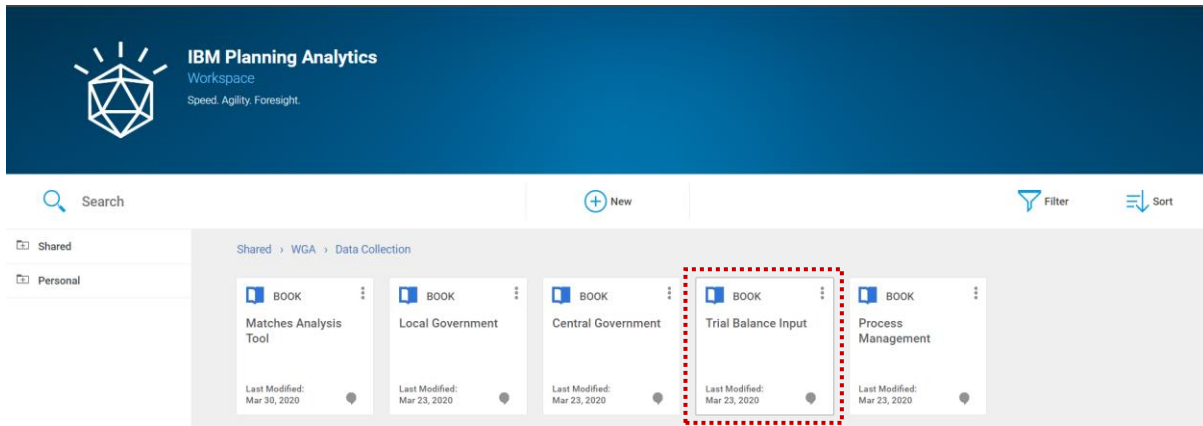 IBM Planning Analytics
Workspace
Speed. Agility. Foresight.
Search
New
Filter
Sort
Shared
Personal
Shared › WGA › Data Collection
BOOK
Matches Analysis
Tool
Last Modified:
Mar 30, 2020
BOOK
Local Government
Last Modified:
Mar 23, 2020
BOOK
Central Government
Last Modified:
Mar 23, 2020
BOOK
Trial Balance Input
Last Modified:
Mar 23, 2020
BOOK
Process
Management
Last Modified:
Mar 23, 2020